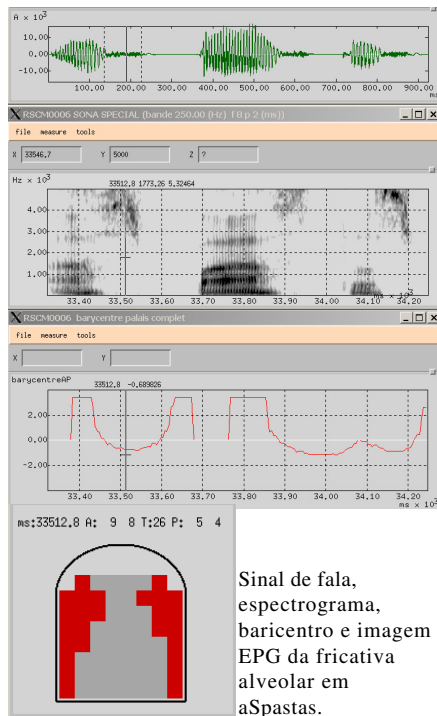 A x 10³
10.00
0.00
-10.00
100.00 200.00 300.00 400.00 500.00 600.00 700.00 800.00 900.00
ms
RSCM0006 SONA SPECIAL (bande 250.00 (Hz) f 8 p 2 (ms))
file measure tools
X 33546.7 Y 5000 Z ?
Hz x 10³ 33512.8 1773.26 5.32464
4.00
3.00
2.00
1.00
33.40 33.50 33.60 33.70 33.80 33.90 34.00 34.10 34.20
ms x 10³
RSCM0006 barycentre palais complet
file measure tools
X Y
barycentreAP 33512.8 -0.689826
2.00
0.00
-2.00
33.40 33.50 33.60 33.70 33.80 33.90 34.00 34.10 34.20
ms x 10³
ms:33512.8 A: 9 8 T:26 P: 5 4
Sinal de fala,
espectrograma,
baricentro e imagem
EPG da fricativa
alveolar em
aSpastas.